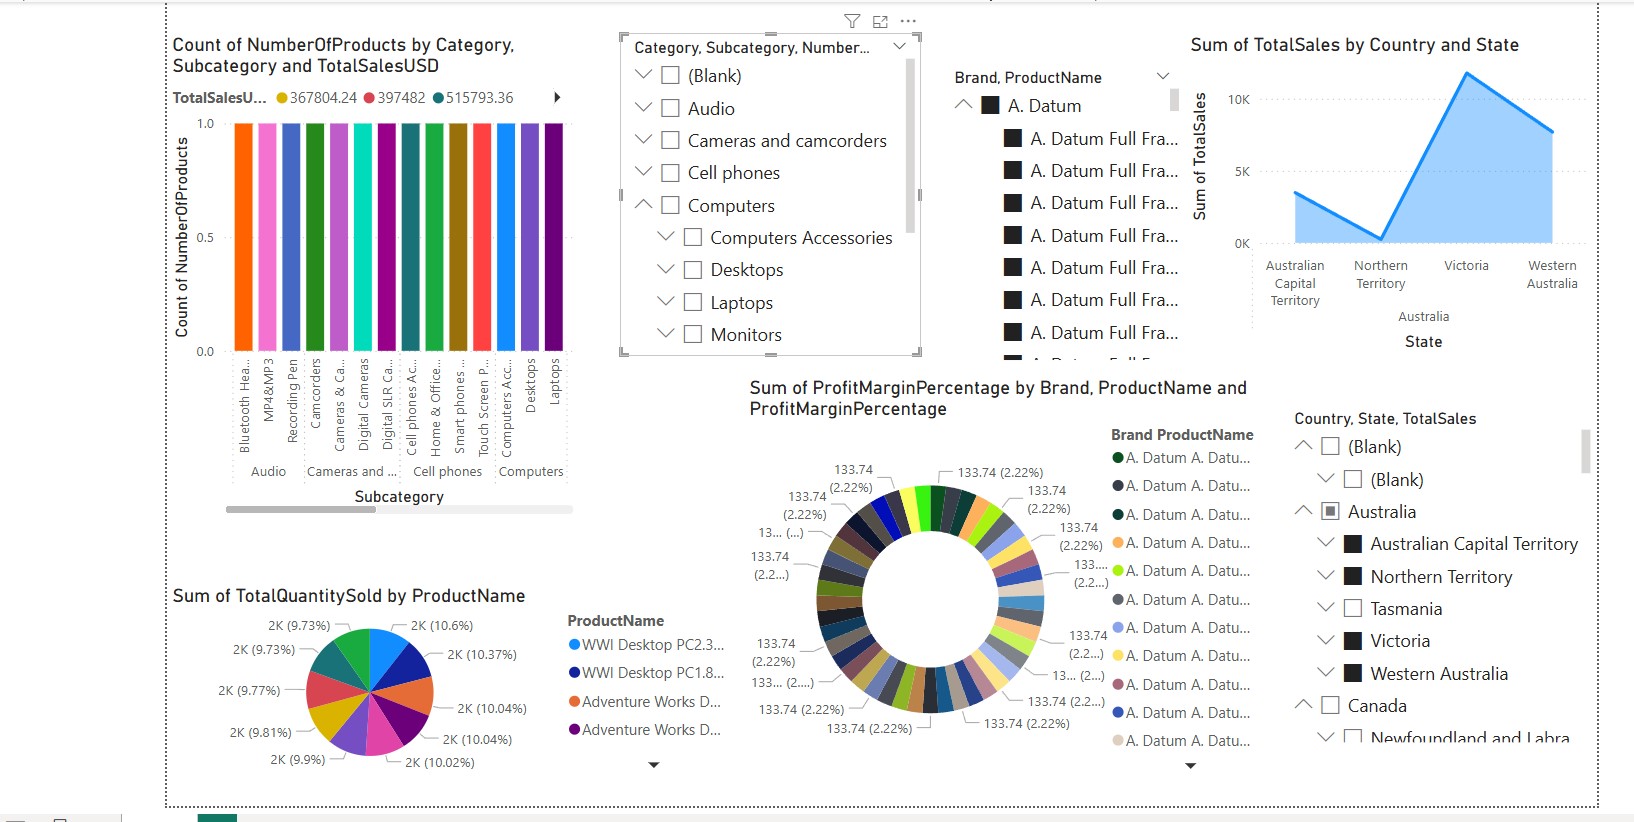 Count of NumberOfProducts by Category,
Subcategory and TotalSalesUSD
TotalSalesU... 367804.24 397482 515793.36
Count of NumberOfProducts
1.0
0.5
0.0
Bluetooth Hea...
MP4&MP3
Recording Pen
Camcorders
Cameras & Ca...
Digital Cameras
Digital SLR Ca...
Cell phones Ac...
Home & Office...
Smart phones ...
Touch Screen P...
Computers Acc...
Desktops
Laptops
Audio
Cameras and ...
Cell phones
Computers
Subcategory
Category, Subcategory, Number...
(Blank)
Audio
Cameras and camcorders
Cell phones
Computers
Computers Accessories
Desktops
Laptops
Monitors
Brand, ProductName
A. Datum
A. Datum Full Fra...
A. Datum Full Fra...
A. Datum Full Fra...
A. Datum Full Fra...
A. Datum Full Fra...
A. Datum Full Fra...
A. Datum Full Fra...
Sum of TotalSales by Country and State
Sum of TotalSales
10K
5K
0K
Australian
Capital
Territory
Northern
Territory
Victoria
Western
Australia
Australia
State
Sum of TotalQuantitySold by ProductName
2K (9.73%)
2K (10.6%)
2K (9.73%)
2K (10.37%)
2K (9.77%)
2K (10.04%)
2K (9.81%)
2K (10.04%)
2K (9.9%)
2K (10.02%)
ProductName
WWI Desktop PC2.3...
WWI Desktop PC1.8...
Adventure Works D...
Adventure Works D...
Sum of ProfitMarginPercentage by Brand, ProductName and
ProfitMarginPercentage
133.74
(2.22%)
133.74 (2.22%)
133.74
(2.22%)
133.74
(2.22%)
13... (...)
133.74
(2.22%)
133.74
(2.2...)
133....
(2.2...)
133.74
(2.22%)
133.74
(2.2...)
133... (2....)
13... (2...)
133.74 (2.22%)
133.74 (2.2...)
133.74 (2.22%)
133.74 (2.22%)
Brand ProductName
A. Datum A. Datu...
A. Datum A. Datu...
A. Datum A. Datu...
A. Datum A. Datu...
A. Datum A. Datu...
A. Datum A. Datu...
A. Datum A. Datu...
A. Datum A. Datu...
A. Datum A. Datu...
A. Datum A. Datu...
A. Datum A. Datu...
Country, State, TotalSales
(Blank)
(Blank)
Australia
Australian Capital Territory
Northern Territory
Tasmania
Victoria
Western Australia
Canada
Newfoundland and Labra